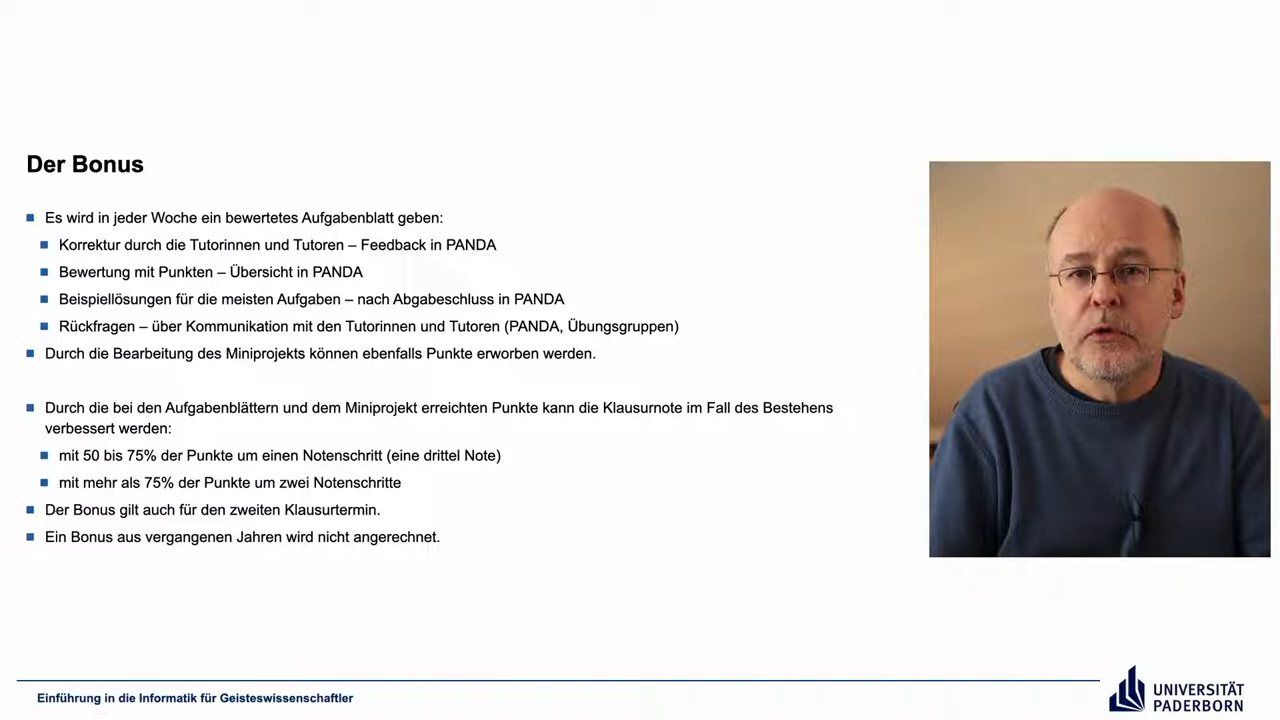 Der Bonus
Es wird in jeder Woche ein bewertetes Aufgabenblatt geben:
Korrektur durch die Tutorinnen und Tutoren – Feedback in PANDA
Bewertung mit Punkten – Übersicht in PANDA
Beispiellösungen für die meisten Aufgaben – nach Abgabeschluss in PANDA
Rückfragen – über Kommunikation mit den Tutorinnen und Tutoren (PANDA, Übungsgruppen)
Durch die Bearbeitung des Miniprojekts können ebenfalls Punkte erworben werden.
Durch die bei den Aufgabenblättern und dem Miniprojekt erreichten Punkte kann die Klausurnote im Fall des Bestehens
verbessert werden:
mit 50 bis 75% der Punkte um einen Notenschritt (eine drittel Note)
mit mehr als 75% der Punkte um zwei Notenschritte
Der Bonus gilt auch für den zweiten Klausurtermin.
Ein Bonus aus vergangenen Jahren wird nicht angerechnet.
Einführung in die Informatik für Geisteswissenschaftler
UNIVERSITÄT
PADERBORN